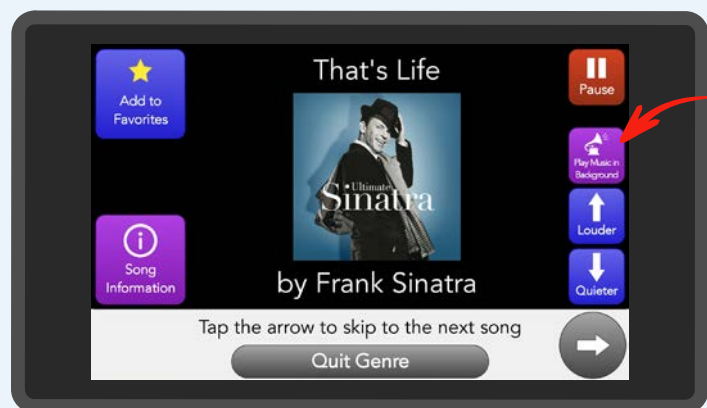 Add to
Favorites
That's Life
Pause
Play Music in
Background
Ultimate
Sinatra
Louder
Song
Information
by Frank Sinatra
Quieter
Tap the arrow to skip to the next song
Quit Genre